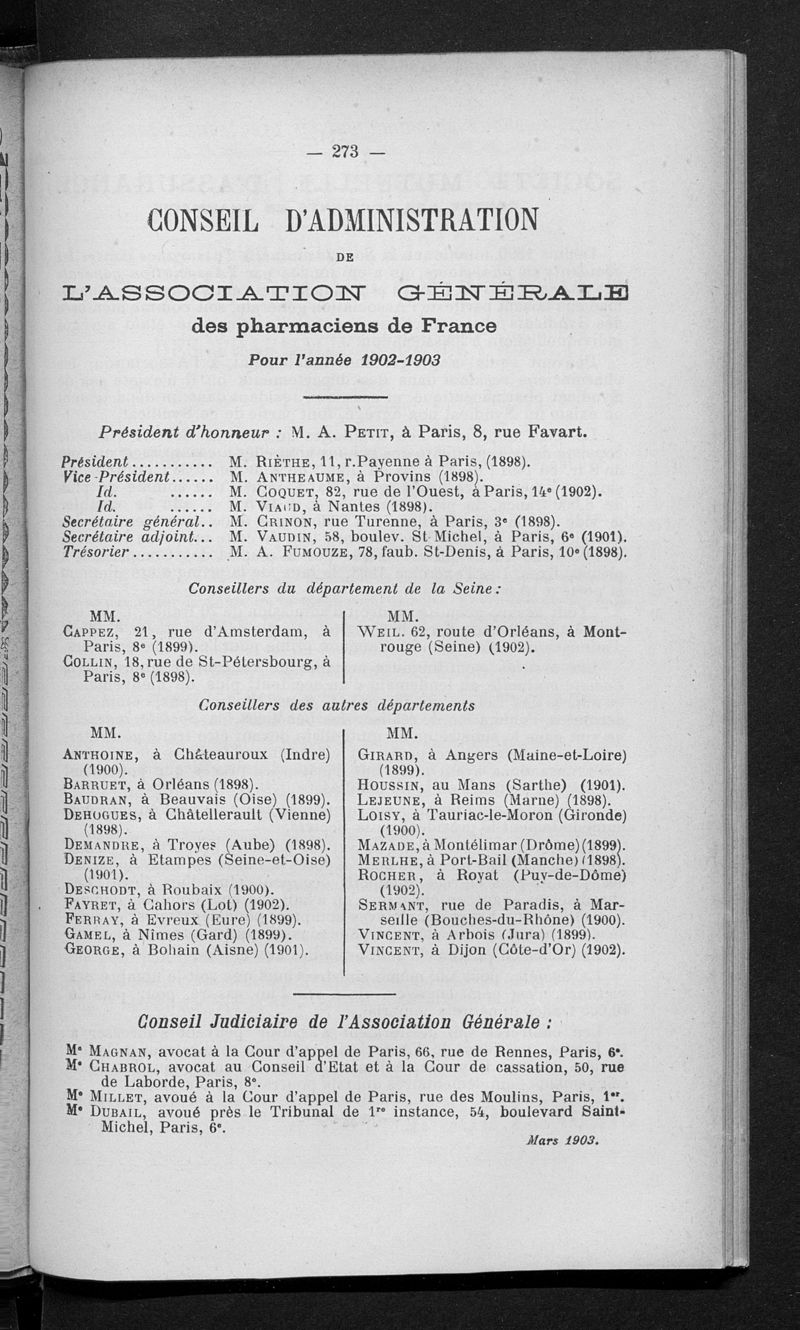 — 273 —
CONSEIL D'ADMINISTRATION
DE
L'ASSOCIATION GÉNÉRALE
des pharmaciens de France
Pour l'année 1902-1903
Président d'honneur : M. A. PETIT, à Paris, 8, rue Favart.
Président........... M. RIÈTHE, 11, r. Payenne à Paris, (1898).
Vice-Président...... M. ANTHEAUME, à Provins (1898).
Id. ...... M. COQUET, 82, rue de l'Ouest, à Paris, 14e (1902).
Id. ...... M. VIAUD, à Nantes (1898).
Secrétaire général.. M. CRINON, rue Turenne, à Paris, 3e (1898).
Secrétaire adjoint... M. VAUDIN, 58, boulev. St Michel, à Paris, 6e (1901).
Trésorier........... M. A. FUMOUZE, 78, faub. St-Denis, à Paris, 10e (1898).
Conseillers du département de la Seine :
MM.
CAPPEZ, 21, rue d'Amsterdam, à
Paris, 8e (1899).
COLLIN, 18, rue de St-Pétersbourg, à
Paris, 8e (1898).
MM.
WEIL. 62, route d'Orléans, à Mont-
rouge (Seine) (1902).
Conseillers des autres départements
MM.
ANTHOINE, à Châteauroux (Indre)
(1900).
BARRUET, à Orléans (1898).
BAUDRAN, à Beauvais (Oise) (1899).
DEHOGUES, à Châtellerault (Vienne)
(1898).
DEMANDRE, à Troyes (Aube) (1898).
DENIZE, à Etampes (Seine-et-Oise)
(1901).
DESCHODT, à Roubaix (1900).
FAYRET, à Cahors (Lot) (1902).
FERRAY, à Evreux (Eure) (1899).
GAMEL, à Nîmes (Gard) (1899).
GEORGE, à Bohain (Aisne) (1901).
MM.
GIRARD, à Angers (Maine-et-Loire)
(1899).
HOUSSIN, au Mans (Sarthe) (1901).
LEJEUNE, à Reims (Marne) (1898).
LOISY, à Tauriac-le-Moron (Gironde)
(1900).
MAZADE, à Montélimar (Drôme) (1899).
MERLHE, à Port-Bail (Manche) (1898).
ROCHER, à Royat (Puy-de-Dôme)
(1902).
SERMANT, rue de Paradis, à Mar-
seille (Bouches-du-Rhône) (1900).
VINCENT, à Arbois (Jura) (1899).
VINCENT, à Dijon (Côte-d'Or) (1902).
Conseil Judiciaire de l'Association Générale :
Me MAGNAN, avocat à la Cour d'appel de Paris, 66, rue de Rennes, Paris, 6e.
Me CHABROL, avocat au Conseil d'Etat et à la Cour de cassation, 50, rue
de Laborde, Paris, 8e.
Me MILLET, avoué à la Cour d'appel de Paris, rue des Moulins, Paris, 1er.
Me DUBAIL, avoué près le Tribunal de 1re instance, 54, boulevard Saint-
Michel, Paris, 6e.
Mars 1903.